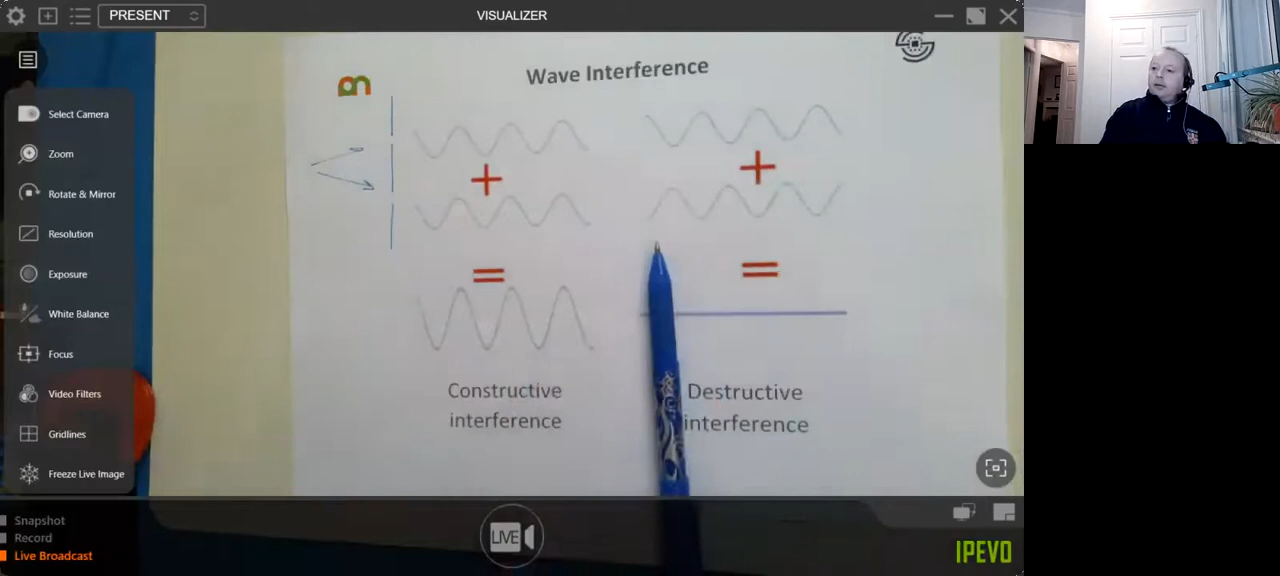 PRESENT
VISUALIZER
Select Camera
Zoom
Rotate & Mirror
Resolution
Exposure
White Balance
Focus
Video Filters
Gridlines
Freeze Live Image
Wave Interference
+
+
=
=
Constructive
interference
Destructive
interference
Snapshot
Record
Live Broadcast
LIVE
IPEVO